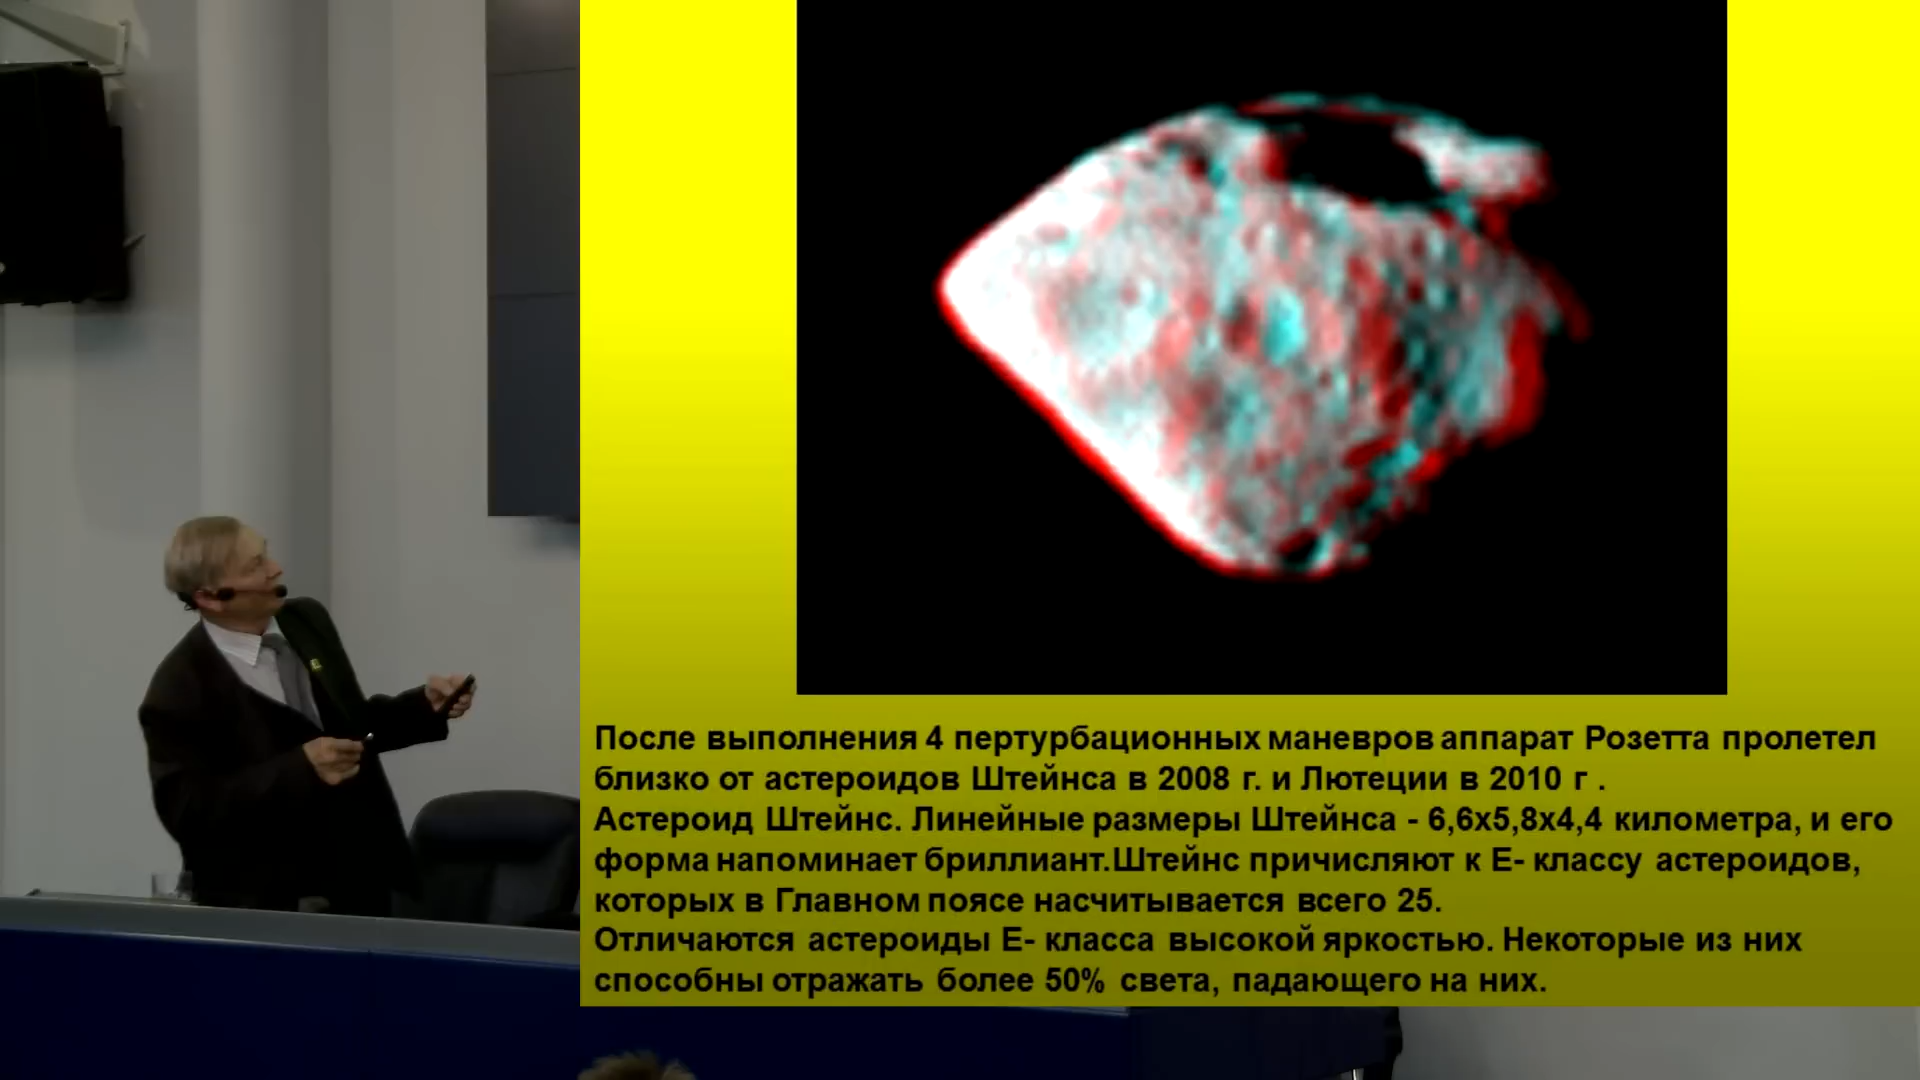 После выполнения 4 пертурбационных маневров аппарат Розетта пролетел
близко от астероидов Штейнса в 2008 г. и Лютеции в 2010 г .
Астероид Штейнс. Линейные размеры Штейнса - 6,6х5,8х4,4 километра, и его
форма напоминает бриллиант.Штейнс причисляют к Е- классу астероидов,
которых в Главном поясе насчитывается всего 25.
Отличаются астероиды Е- класса высокой яркостью. Некоторые из них
способны отражать более 50% света, падающего на них.